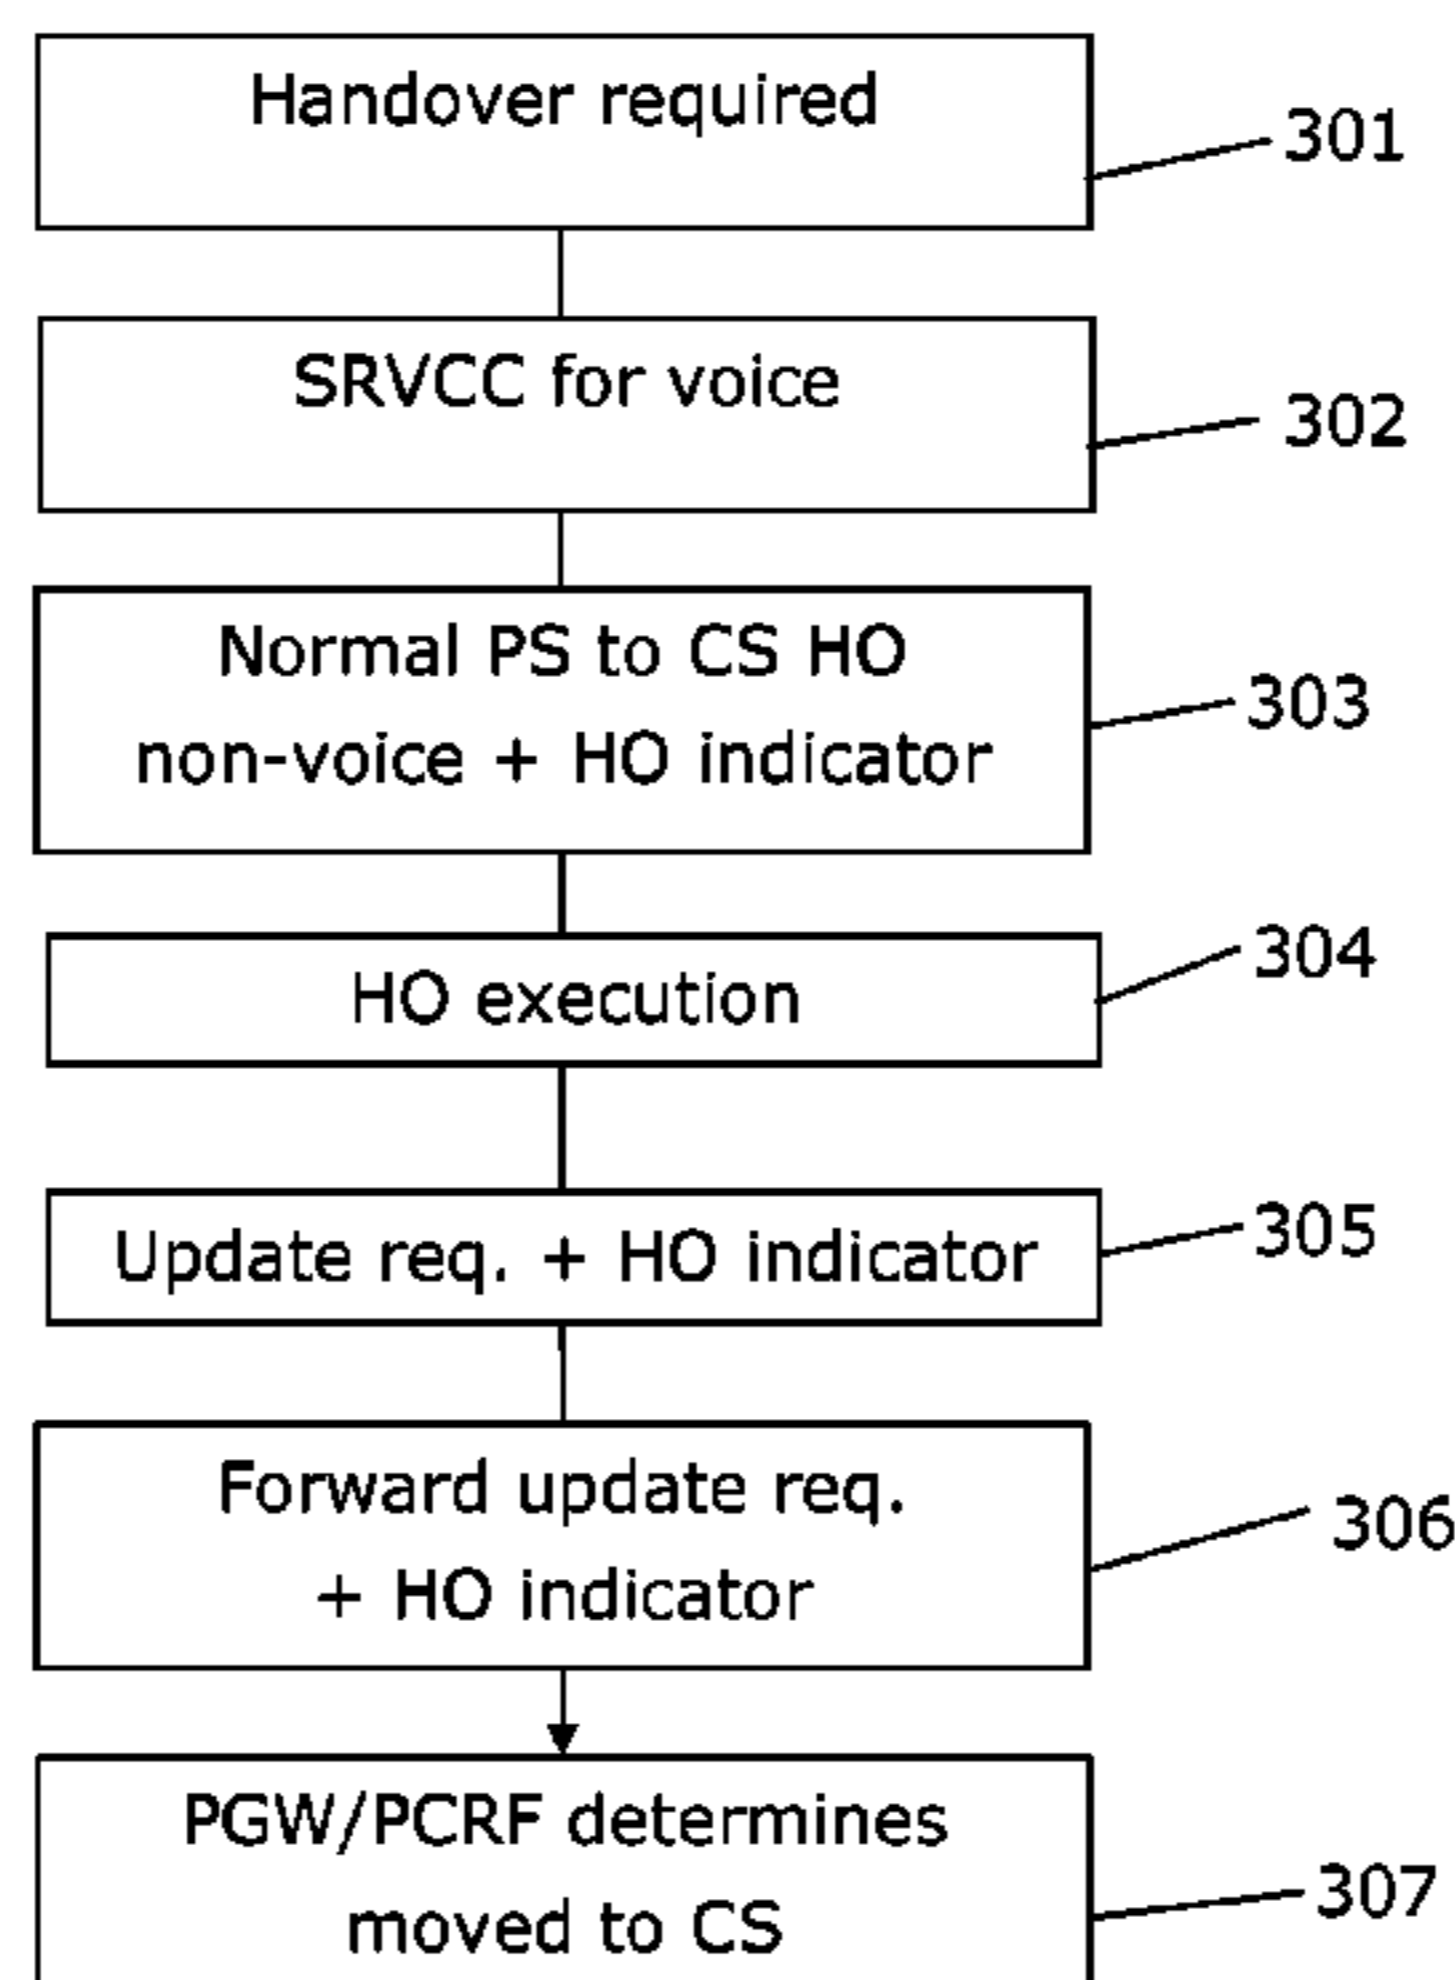 Handover required
301
SRVCC for voice
302
Normal PS to CS HO
non-voice + HO indicator
303
HO execution
304
Update req. + HO indicator
305
Forward update req.
+ HO indicator
306
PGW/PCRF determines
moved to CS
307